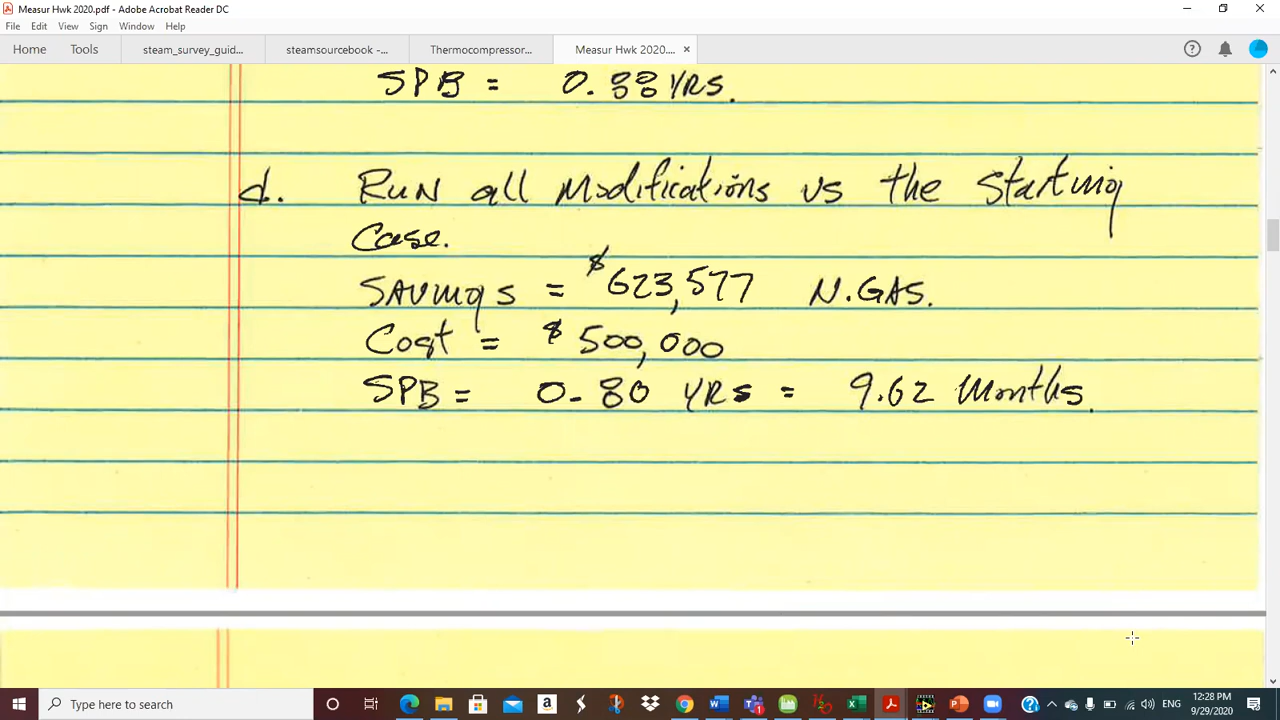 Measur Hwk 2020.pdf - Adobe Acrobat Reader DC
File Edit View Sign Window Help
Home Tools steam_survey_guid... steamsourcebook -... Thermocompressor... Measur Hwk 2020.... ×
SPB = 0.88 YRS.
d. RUN all Modifications vs the Starting
Case.
SAVINGS = $623,577 N.GAS.
Cost = $500,000
SPB = 0.80 YRS = 9.62 Months.
Type here to search
12:28 PM
9/29/2020